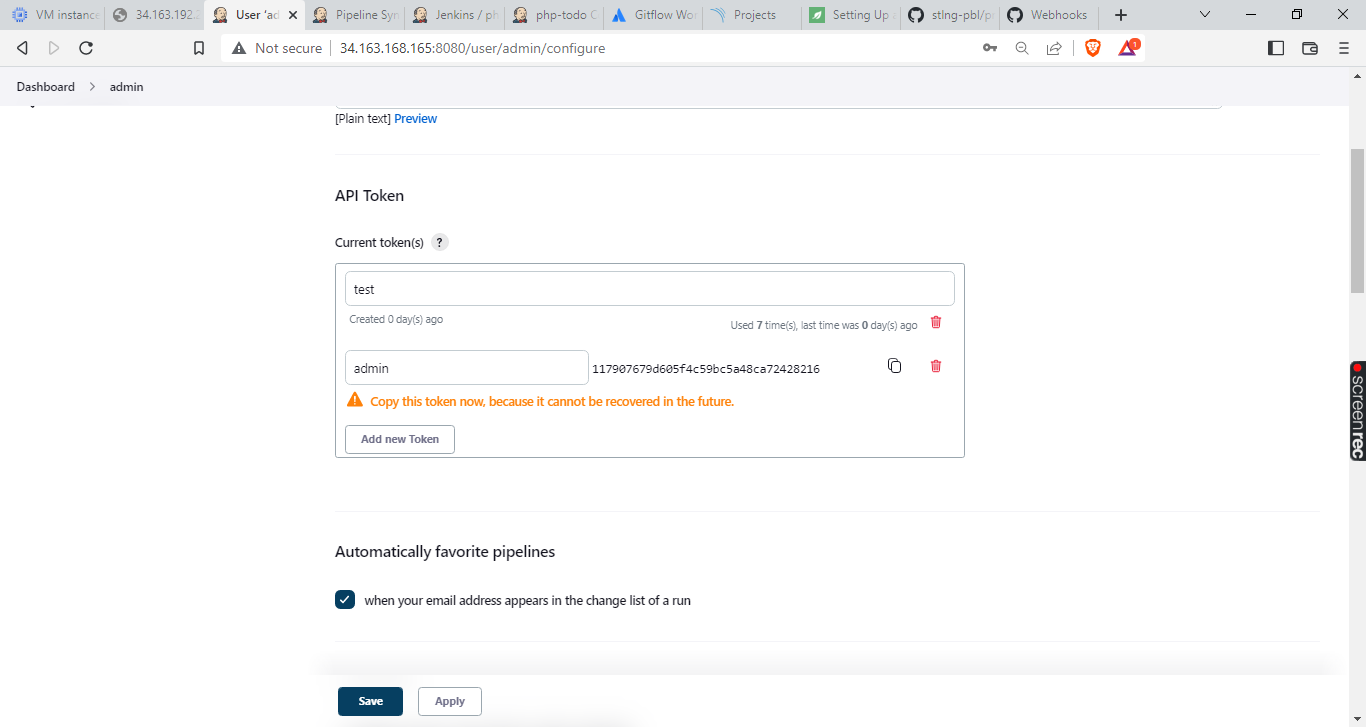 VM instance
34.163.192.2
User 'ad
Pipeline Syn
Jenkins / ph
php-todo C
Gitflow Wor
Projects
Setting Up a
stlng-pbl/p
Webhooks
Not secure 34.163.168.165:8080/user/admin/configure
1
Dashboard > admin
[Plain text] Preview
API Token
Current token(s) ?
test
Created 0 day(s) ago
Used 7 time(s), last time was 0 day(s) ago
admin
117907679d605f4c59bc5a48ca72428216
Copy this token now, because it cannot be recovered in the future.
Add new Token
Automatically favorite pipelines
when your email address appears in the change list of a run
Save
Apply
screenrec